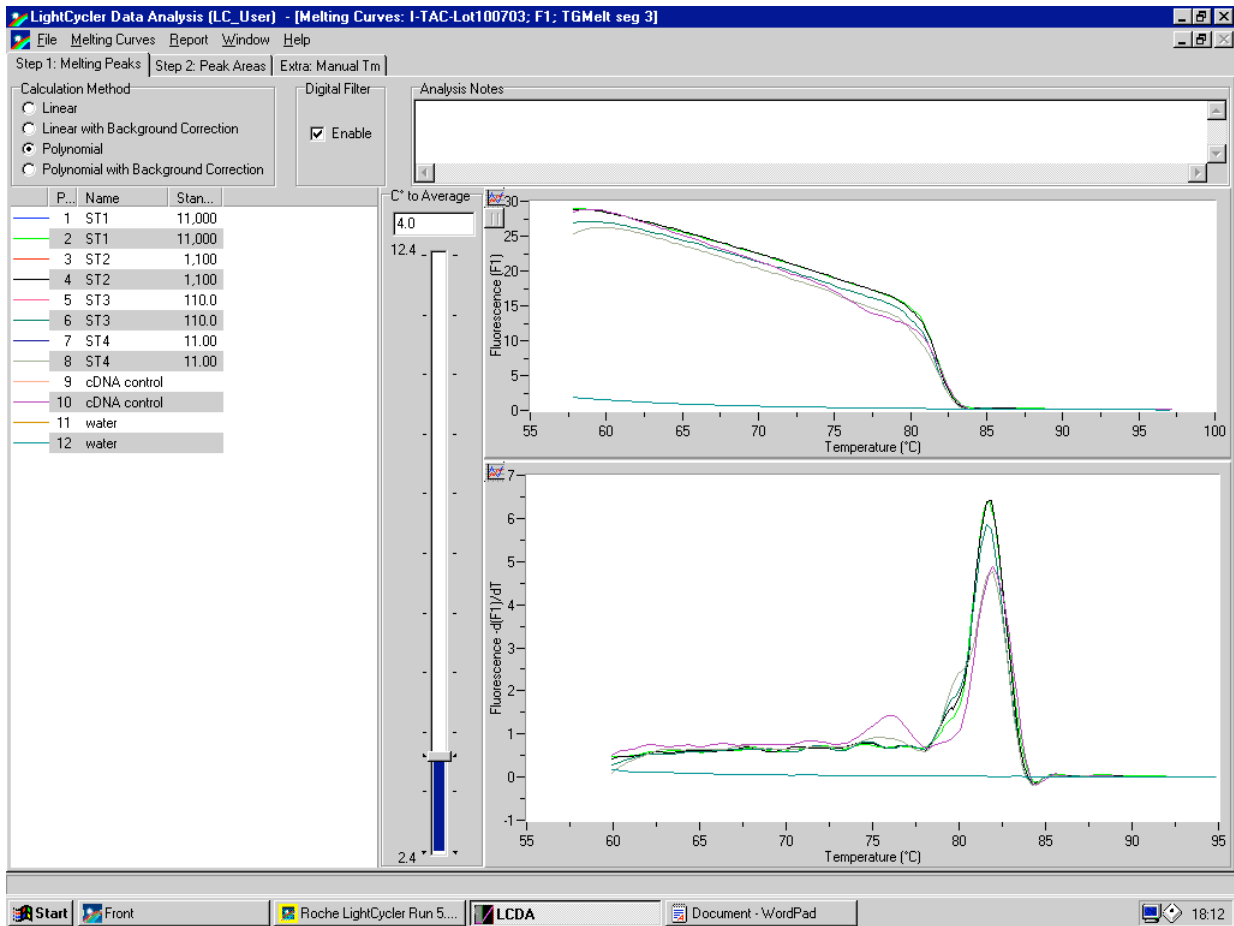 LightCycler Data Analysis (LC_User) - [Melting Curves: I-TAC-Lot100703; F1; TGMelt seg 3]
File Melting Curves Report Window Help
Step 1: Melting Peaks Step 2: Peak Areas Extra: Manual Tm
Calculation Method
Linear
Linear with Background Correction
Polynomial
Polynomial with Background Correction
Digital Filter
Enable
Analysis Notes
P... Name Stan...
1 ST1 11,000
2 ST1 11,000
3 ST2 1,100
4 ST2 1,100
5 ST3 110.0
6 ST3 110.0
7 ST4 11.00
8 ST4 11.00
9 cDNA control
10 cDNA control
11 water
12 water
C° to Average
4.0
12.4
2.4
Fluorescence (F1)
30
25
20
15
10
5
0
55 60 65 70 75 80 85 90 95 100
Temperature (°C)
Fluorescence -d(F1)/dT
7
6
5
4
3
2
1
0
-1
55 60 65 70 75 80 85 90 95
Temperature (°C)
Start Front Roche LightCycler Run 5.... LCDA Document - WordPad 18:12